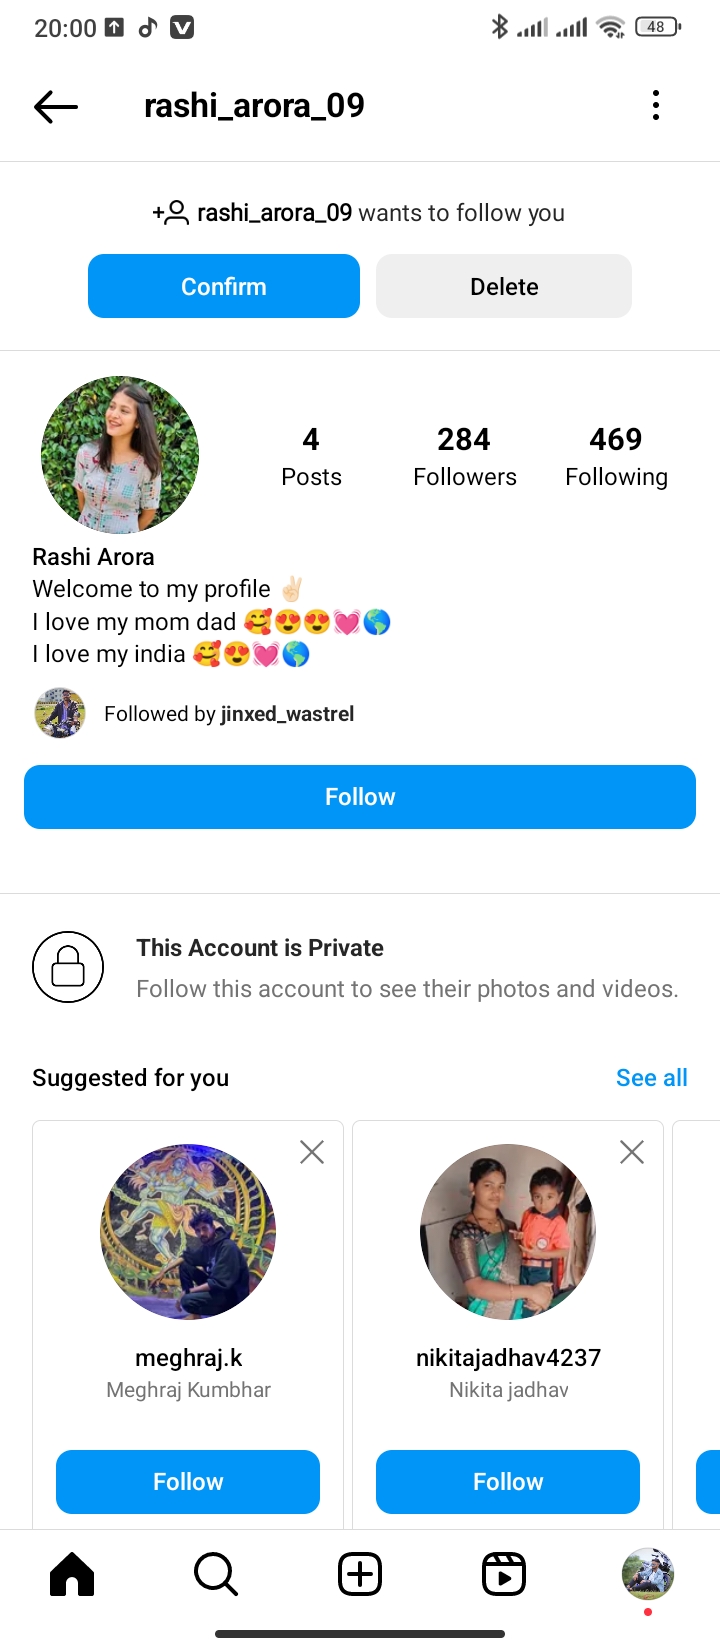 20:00 48
rashi_arora_09
rashi_arora_09 wants to follow you
Confirm Delete
4 284 469
Posts Followers Following
Rashi Arora
Welcome to my profile ✌🏻
I love my mom dad 🥰😍😍💓🌎
I love my india 🥰😍💓🌎
Followed by jinxed_wastrel
Follow
This Account is Private
Follow this account to see their photos and videos.
Suggested for you See all
meghraj.k nikitajadhav4237
Meghraj Kumbhar Nikita jadhav
Follow Follow